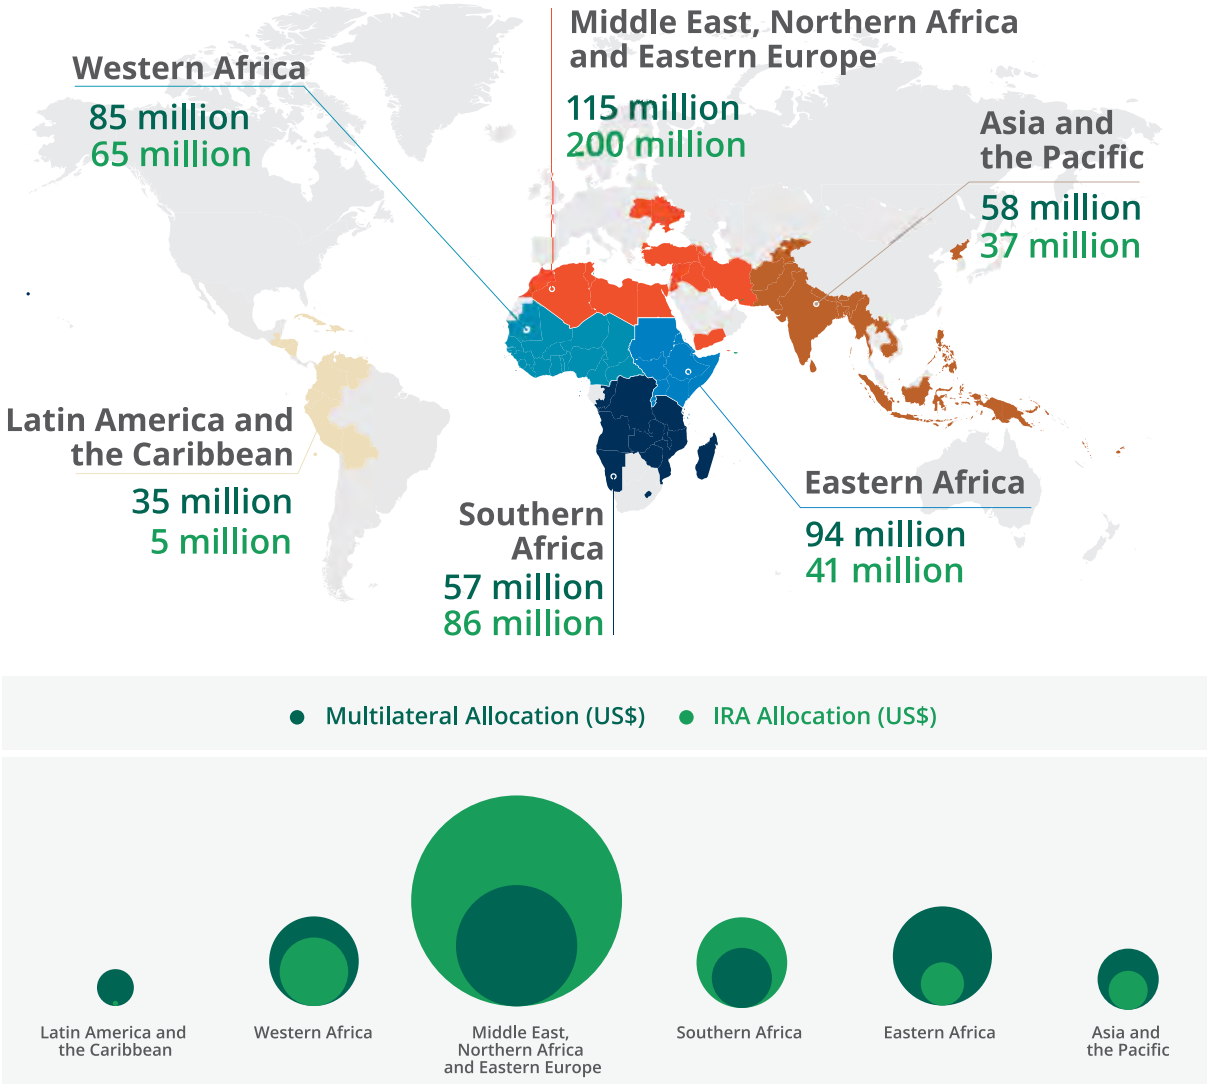 Middle East, Northern Africa
and Eastern Europe
115 million
200 million
Western Africa
85 million
65 million
Asia and
the Pacific
58 million
37 million
Latin America and
the Caribbean
35 million
5 million
Southern
Africa
57 million
86 million
Eastern Africa
94 million
41 million
Multilateral Allocation (US$)
IRA Allocation (US$)
Latin America and
the Caribbean
Western Africa
Middle East,
Northern Africa
and Eastern Europe
Southern Africa
Eastern Africa
Asia and
the Pacific